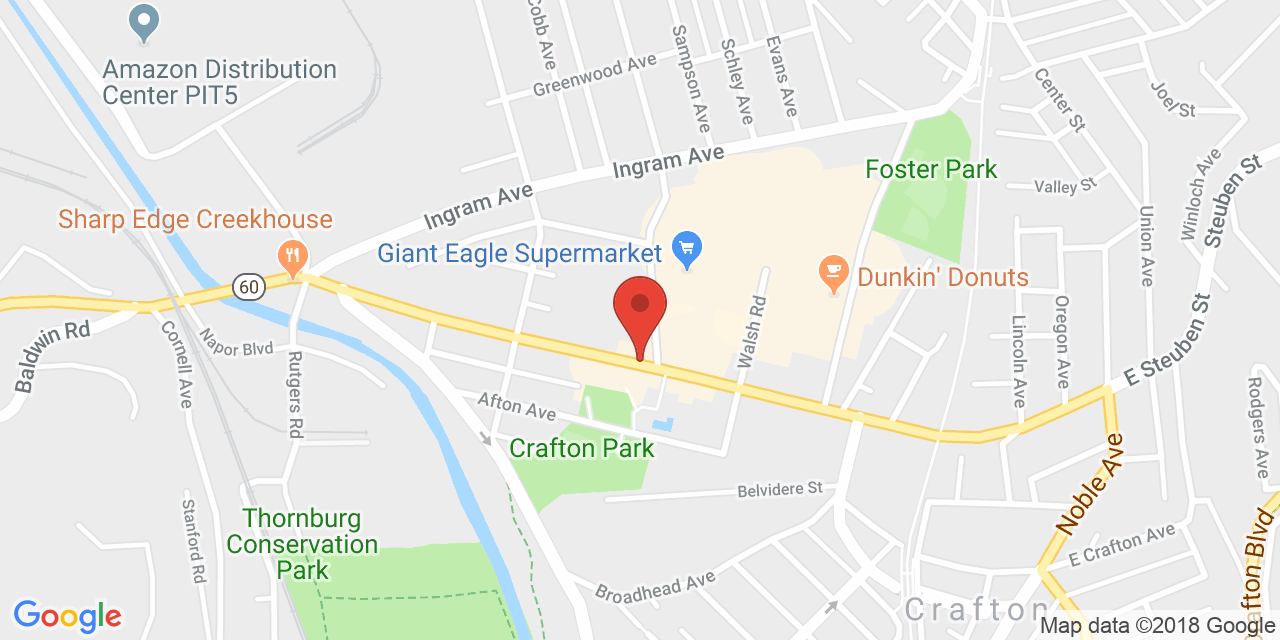 Cobb Ave
Sampson Ave
Schley Ave
Evans Ave
Greenwood Ave
Center St
Joel St
Amazon Distribution
Center PIT5
Ingram Ave
Ingram Ave
Foster Park
Valley St
Winloch Ave
Steuben St
Union Ave
Sharp Edge Creekhouse
Giant Eagle Supermarket
Dunkin' Donuts
60
Walsh Rd
Baldwin Rd
Napor Blvd
Cornell Ave
Rutgers Rd
Lincoln Ave
Oregon Ave
E Steuben St
Rodgers Ave
Afton Ave
Crafton Park
Noble Ave
Belvidere St
Stanford Rd
Thornburg
Conservation
Park
E Crafton Ave
Crafton Blvd
Broadhead Ave
Crafton
Google
Map data ©2018 Google